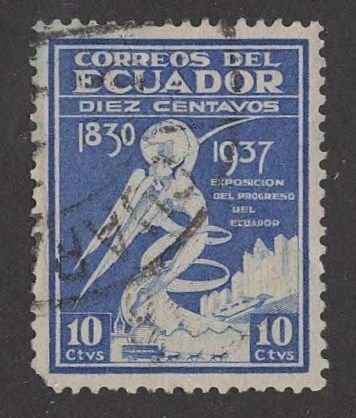 CORREOS DEL
ECUADOR
DIEZ CENTAVOS
1830
1937
EXPOSICION
DEL PROGRESO
DEL
ECUADOR
10
Ctvs
10
Ctvs